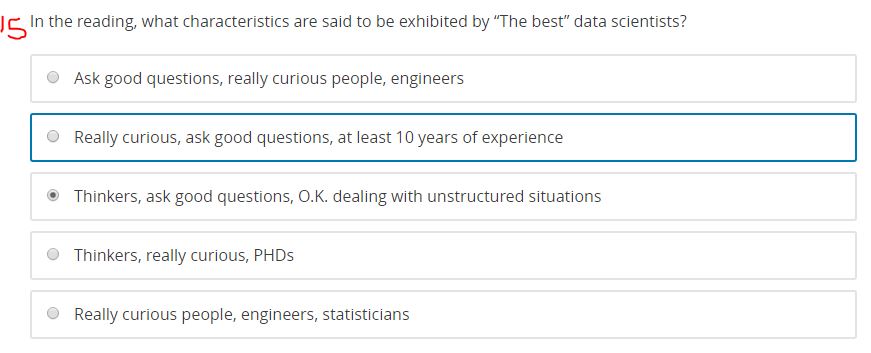 15 In the reading, what characteristics are said to be exhibited by “The best” data scientists?
Ask good questions, really curious people, engineers
Really curious, ask good questions, at least 10 years of experience
Thinkers, ask good questions, O.K. dealing with unstructured situations
Thinkers, really curious, PHDs
Really curious people, engineers, statisticians